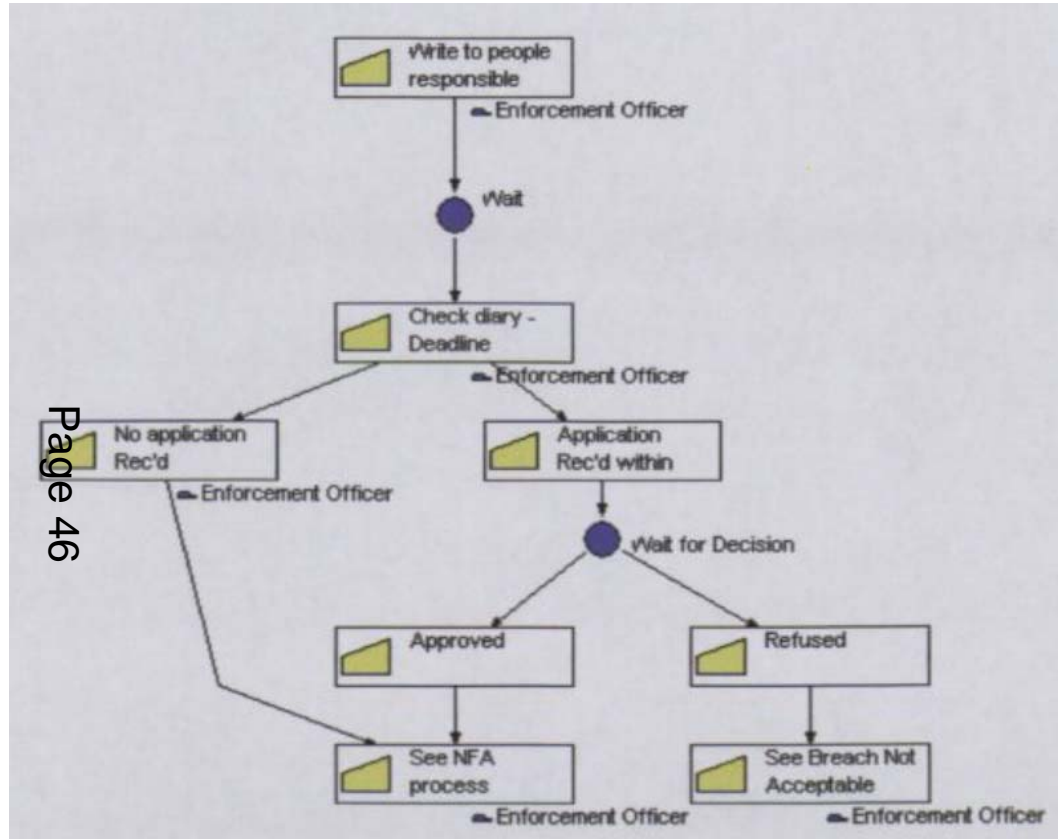 Write to people
responsible
Enforcement Officer
Wait
Check diary -
Deadline
Enforcement Officer
No application
Rec'd
Enforcement Officer
Application
Rec'd within
Wait for Decision
Approved
Refused
See NFA
process
Enforcement Officer
See Breach Not
Acceptable
Enforcement Officer
Page 46